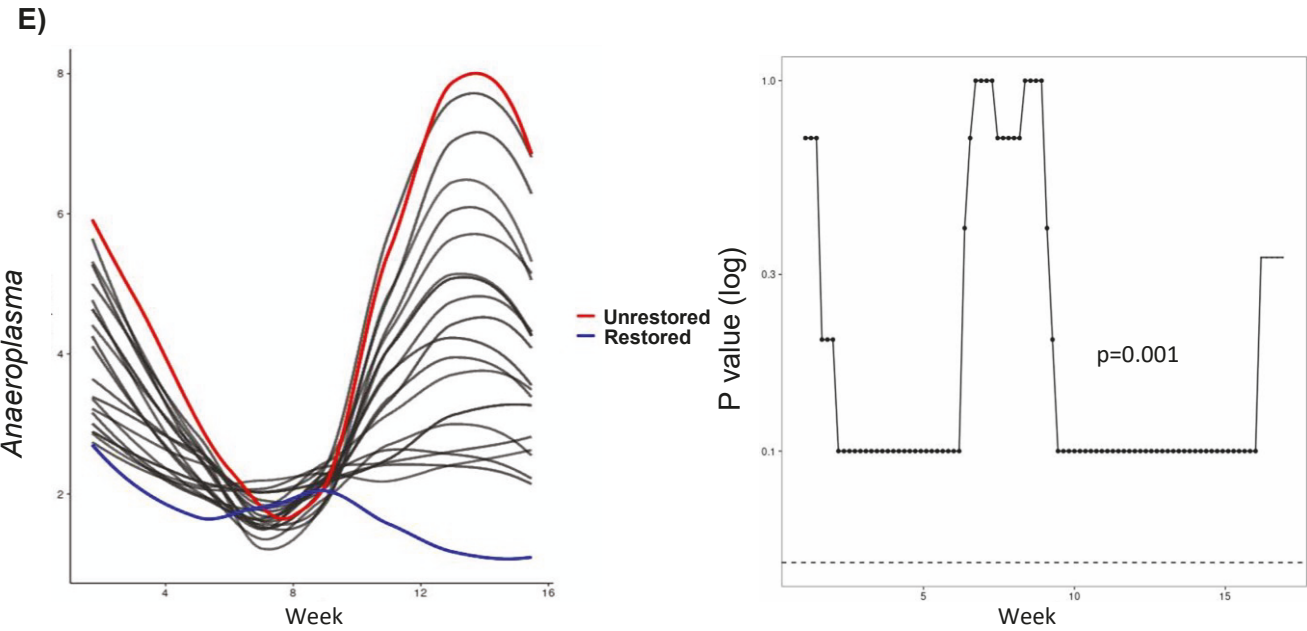 E)
Anaeroplasma
8
6
4
2
4
8
12
16
Week
Unrestored
Restored
P value (log)
1.0
0.3
0.1
p=0.001
5
10
15
Week